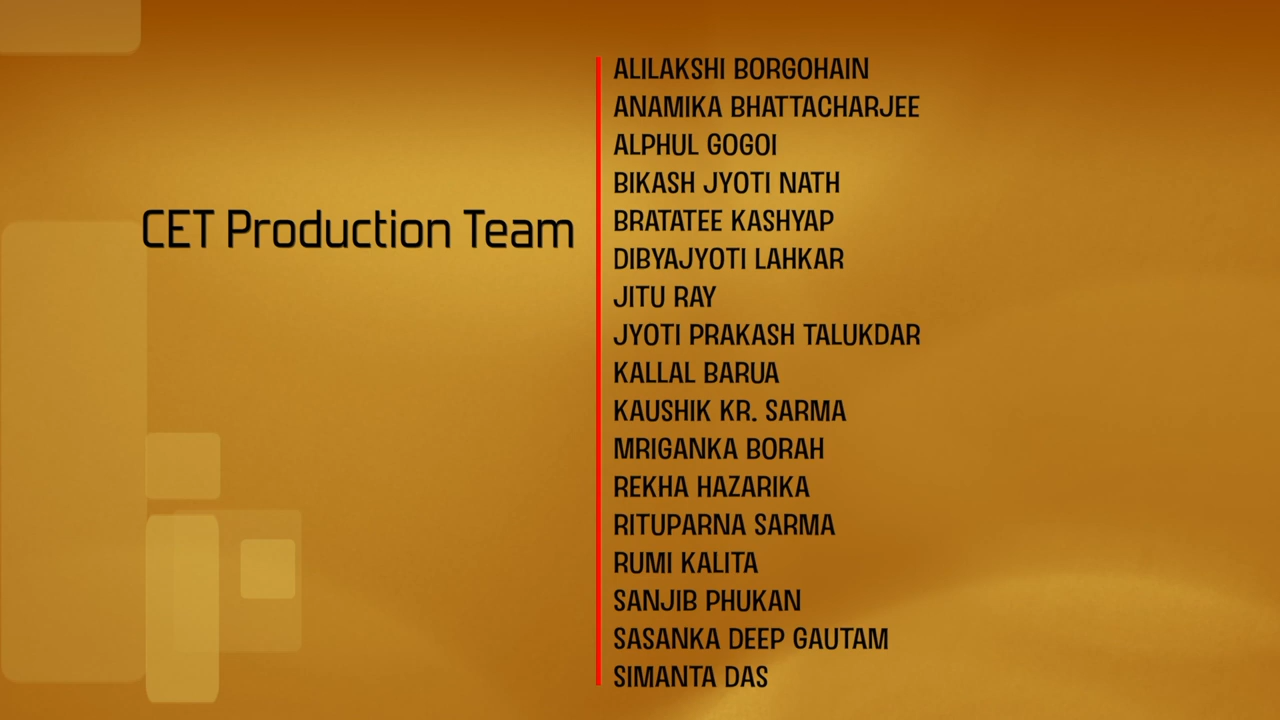 CET Production Team
ALILAKSHI BORGOHAIN
ANAMIKA BHATTACHARJEE
ALPHUL GOGOI
BIKASH JYOTI NATH
BRATATEE KASHYAP
DIBYAJYOTI LAHKAR
JITU RAY
JYOTI PRAKASH TALUKDAR
KALLAL BARUA
KAUSHIK KR. SARMA
MRIGANKA BORAH
REKHA HAZARIKA
RITUPARNA SARMA
RUMI KALITA
SANJIB PHUKAN
SASANKA DEEP GAUTAM
SIMANTA DAS